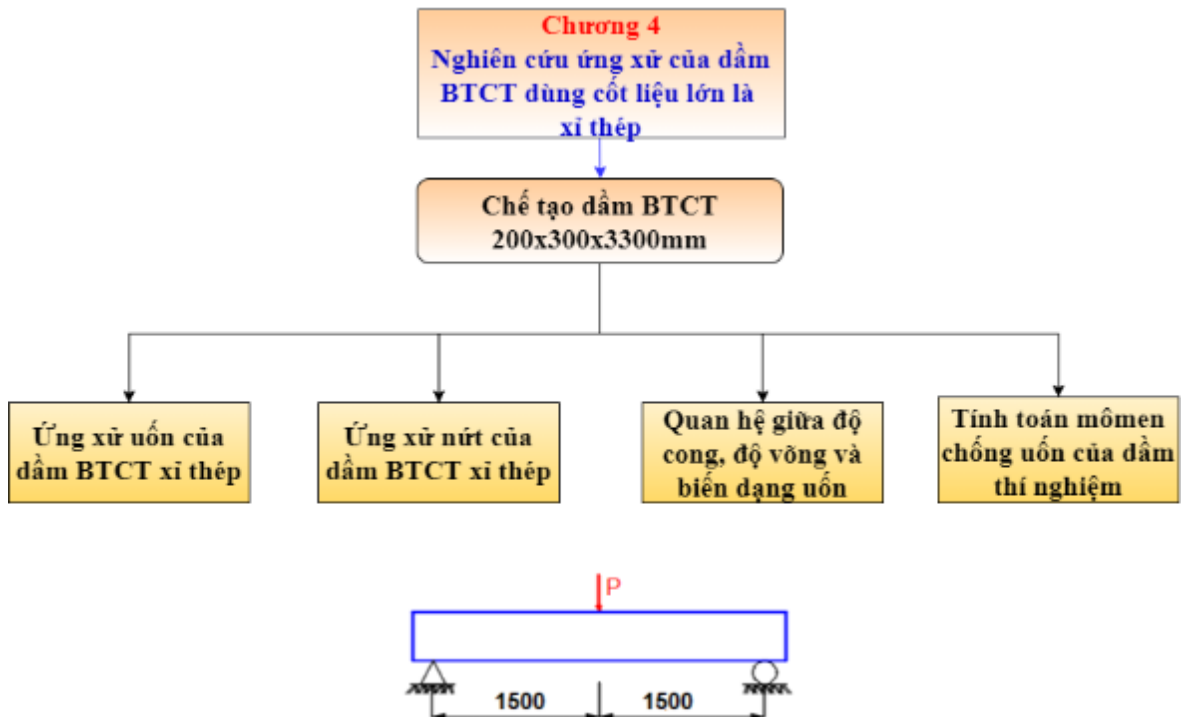 Chương 4
Nghiên cứu ứng xử của dầm
BTCT dùng cốt liệu lớn là
xỉ thép
Chế tạo dầm BTCT
200x300x3300mm
Ứng xử uốn của
dầm BTCT xỉ thép
Ứng xử nứt của
dầm BTCT xỉ thép
Quan hệ giữa độ
cong, độ võng và
biến dạng uốn
Tính toán mômen
chống uốn của dầm
thí nghiệm
P
1500
1500